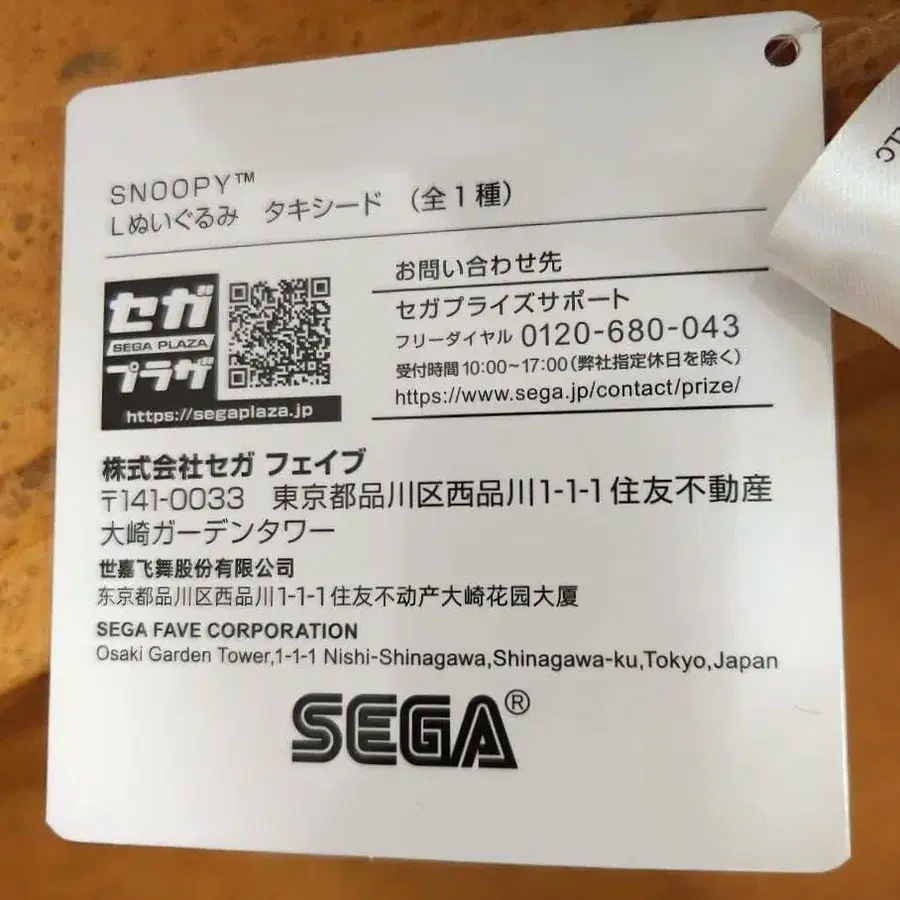 SNOOPY™
Lぬいぐるみ　タキシード　（全1種）
セガ
SEGA PLAZA
プラザ
https://segaplaza.jp
お問い合わせ先
セガプライズサポート
フリーダイヤル 0120-680-043
受付時間 10:00~17:00(弊社指定休日を除く)
https://www.sega.jp/contact/prize/
株式会社セガ フェイブ
〒141-0033　東京都品川区西品川1-1-1住友不動産
大崎ガーデンタワー
世嘉飞舞股份有限公司
东京都品川区西品川1-1-1住友不动产大崎花园大厦
SEGA FAVE CORPORATION
Osaki Garden Tower,1-1-1 Nishi-Shinagawa,Shinagawa-ku,Tokyo,Japan
SEGA®
LLC